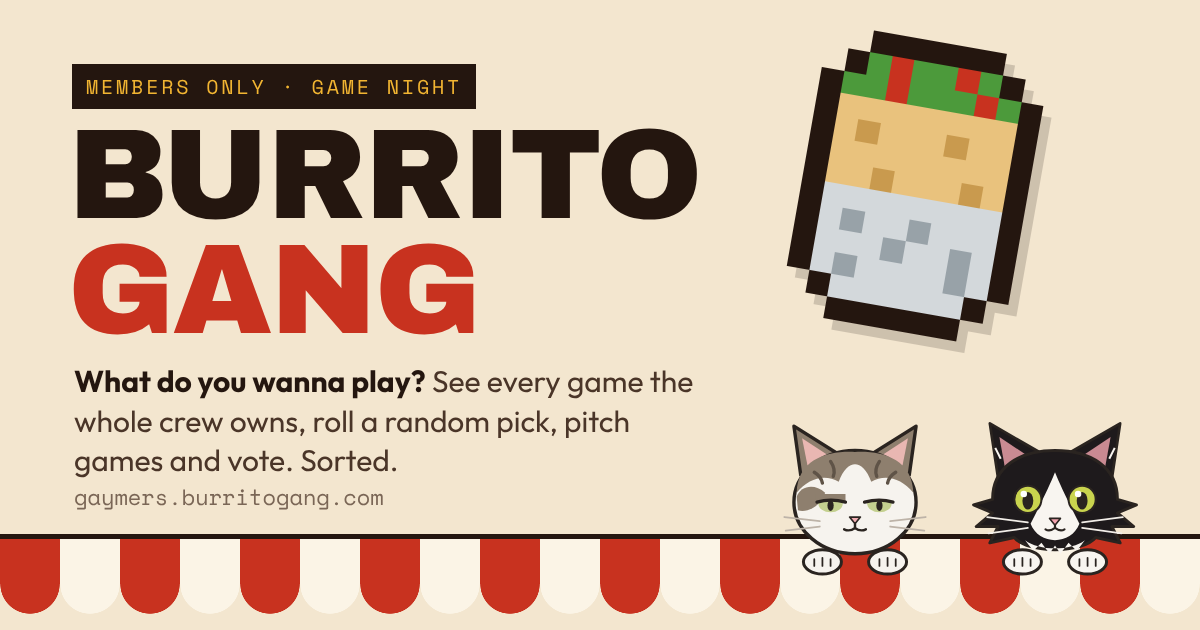 MEMBERS ONLY · GAME NIGHT
BURRITO
GANG
What do you wanna play? See every game the
whole crew owns, roll a random pick, pitch
games and vote. Sorted.
gaymers.burritogang.com